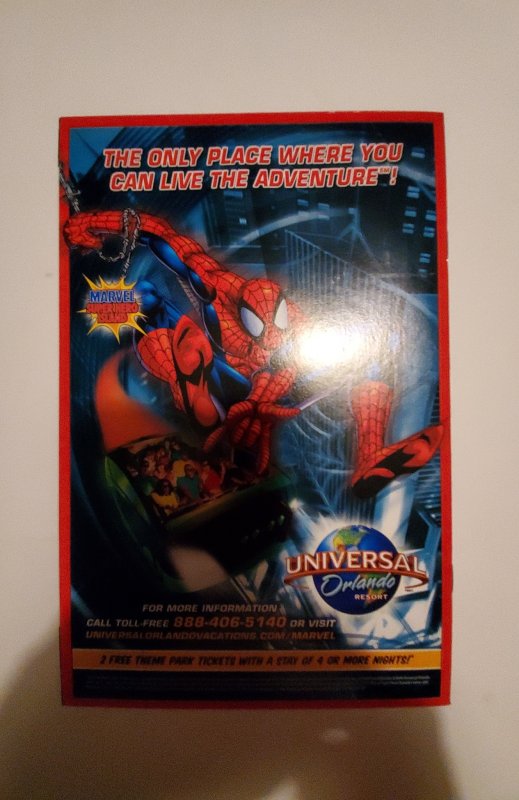 THE ONLY PLACE WHERE YOU
CAN LIVE THE ADVENTURE℠!
MARVEL
SUPER HERO
ISLAND
UNIVERSAL
Orlando
RESORT
FOR MORE INFORMATION
CALL TOLL-FREE 888-406-5140 OR VISIT
UNIVERSALORLANDOVACATIONS.COM/MARVEL
2 FREE THEME PARK TICKETS WITH A STAY OF 4 OR MORE NIGHTS!*